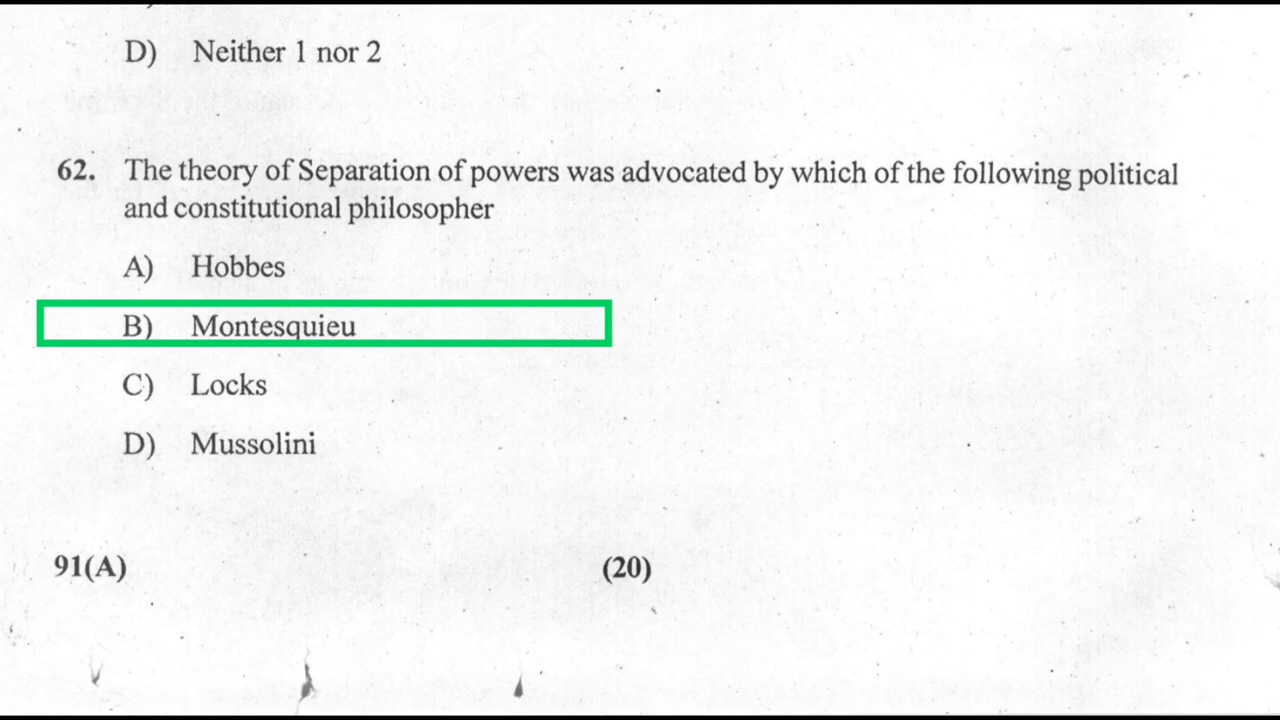 D) Neither 1 nor 2
62. The theory of Separation of powers was advocated by which of the following political
and constitutional philosopher
A) Hobbes
B) Montesquieu
C) Locks
D) Mussolini
91(A) (20)